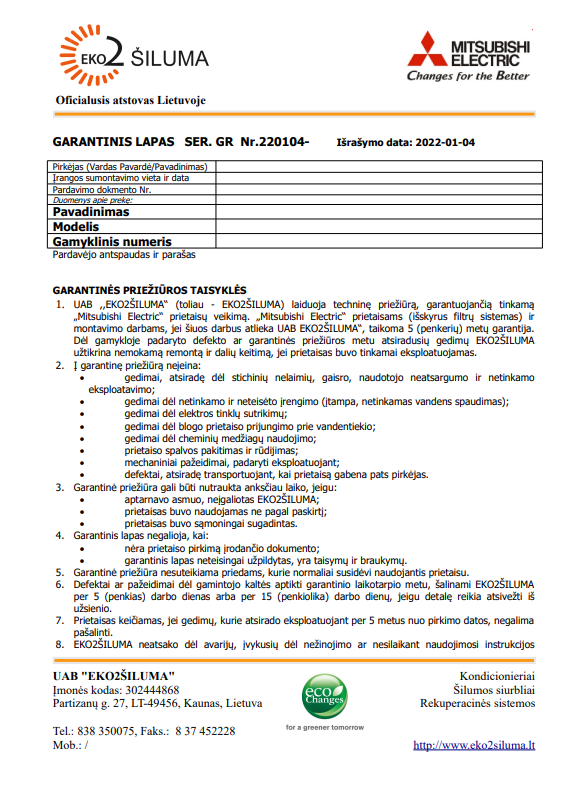 EKO2 ŠILUMA
MITSUBISHI
ELECTRIC
Changes for the Better
Oficialusis atstovas Lietuvoje
GARANTINIS LAPAS SER. GR Nr.220104- Išrašymo data: 2022-01-04
Pirkėjas (Vardas Pavardė/Pavadinimas)
Įrangos sumontavimo vieta ir data
Pardavimo dokmento Nr.
Duomenys apie prekę:
Pavadinimas
Modelis
Gamyklinis numeris
Pardavėjo antspaudas ir parašas
GARANTINĖS PRIEŽIŪROS TAISYKLĖS
1. UAB ,,EKO2ŠILUMA“ (toliau - EKO2ŠILUMA) laiduoja techninę priežiūrą, garantuojančią tinkamą
„Mitsubishi Electric“ prietaisų veikimą. „Mitsubishi Electric“ prietaisams (išskyrus filtrų sistemas) ir
montavimo darbams, jei šiuos darbus atlieka UAB EKO2ŠILUMA“, taikoma 5 (penkerių) metų garantija.
Dėl gamykloje padaryto defekto ar garantinės priežiūros metu atsiradusių gedimų EKO2ŠILUMA
užtikrina nemokamą remontą ir dalių keitimą, jei prietaisas buvo tinkamai eksploatuojamas.
2. Į garantinę priežiūrą neįeina:
• gedimai, atsiradę dėl stichinių nelaimių, gaisro, naudotojo neatsargumo ir netinkamo
eksploatavimo;
• gedimai dėl netinkamo ir neteisėto įrengimo (įtampa, netinkamas vandens spaudimas);
• gedimai dėl elektros tinklų sutrikimų;
• gedimai dėl blogo prietaiso prijungimo prie vandentiekio;
• gedimai dėl cheminių medžiagų naudojimo;
• prietaiso spalvos pakitimas ir rūdijimas;
• mechaniniai pažeidimai, padaryti eksploatuojant;
• defektai, atsiradę transportuojant, kai prietaisą gabena pats pirkėjas.
3. Garantinė priežiūra gali būti nutraukta anksčiau laiko, jeigu:
• aptarnavo asmuo, neįgaliotas EKO2ŠILUMA;
• prietaisas buvo naudojamas ne pagal paskirtį;
• prietaisas buvo sąmoningai sugadintas.
4. Garantinis lapas negalioja, kai:
• nėra prietaiso pirkimą įrodančio dokumento;
• garantinis lapas neteisingai užpildytas, yra taisymų ir braukymų.
5. Garantinė priežiūra nesuteikiama priedams, kurie normaliai susidėvi naudojantis prietaisu.
6. Defektai ar pažeidimai dėl gamintojo kaltės aptikti garantinio laikotarpio metu, šalinami EKO2ŠILUMA
per 5 (penkias) darbo dienas arba per 15 (penkiolika) darbo dienų, jeigu detalę reikia atsivežti iš
užsienio.
7. Prietaisas keičiamas, jei gedimų, kurie atsirado eksploatuojant per 5 metus nuo pirkimo datos, negalima
pašalinti.
8. EKO2ŠILUMA neatsako dėl avarijų, įvykusių dėl nežinojimo ar nesilaikant naudojimosi instrukcijos
UAB "EKO2ŠILUMA"
Įmonės kodas: 302444868
Partizanų g. 27, LT-49456, Kaunas, Lietuva
Tel.: 838 350075, Faks.: 8 37 452228
Mob.: /
eco
Changes
for a greener tomorrow
Kondicionieriai
Šilumos siurbliai
Rekuperacinės sistemos
http://www.eko2siluma.lt